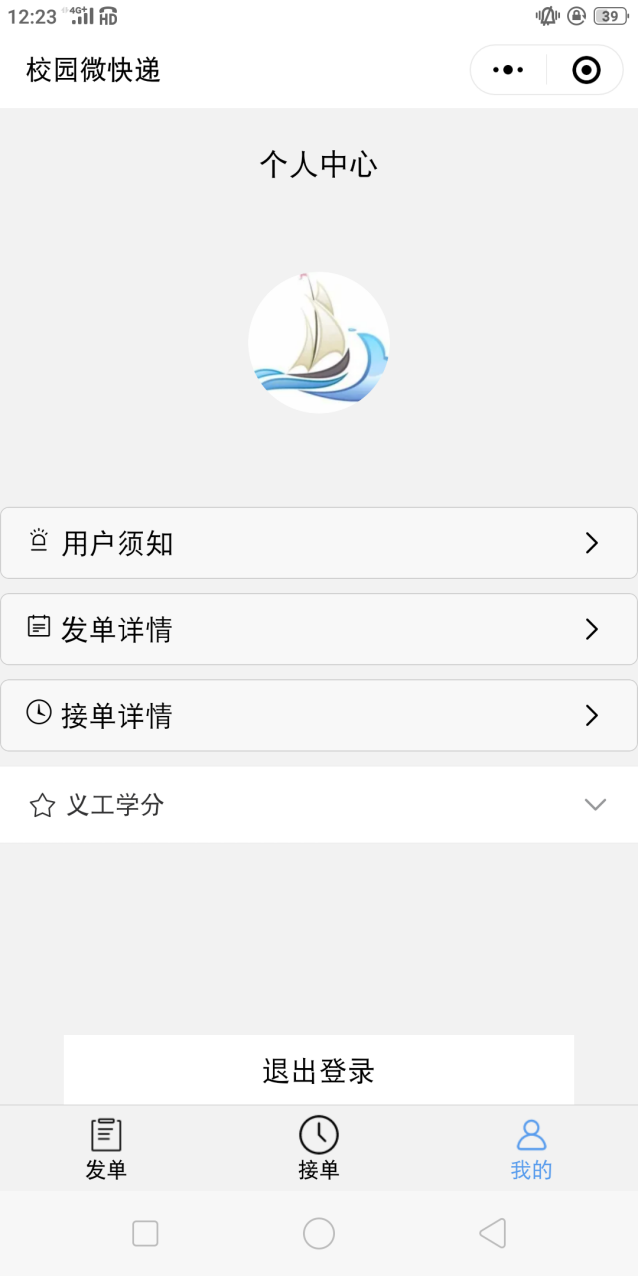 12:23 4G+ HD 39
校园微快递
个人中心
用户须知
发单详情
接单详情
义工学分
退出登录
发单 接单 我的